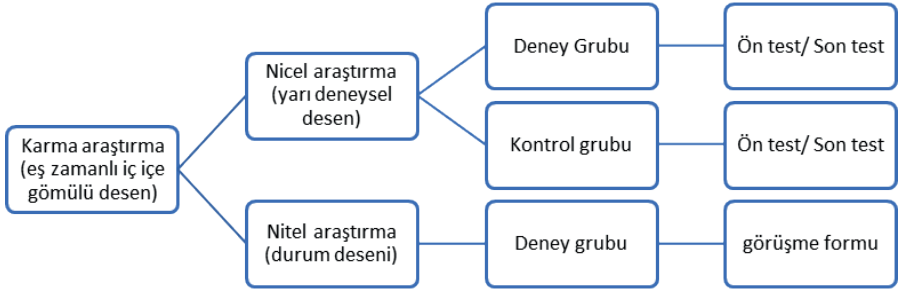 Karma araştırma
(eş zamanlı iç içe
gömülü desen)
Nicel araştırma
(yarı deneysel
desen)
Deney Grubu
Ön test/ Son test
Kontrol grubu
Ön test/ Son test
Nitel araştırma
(durum deseni)
Deney grubu
görüşme formu